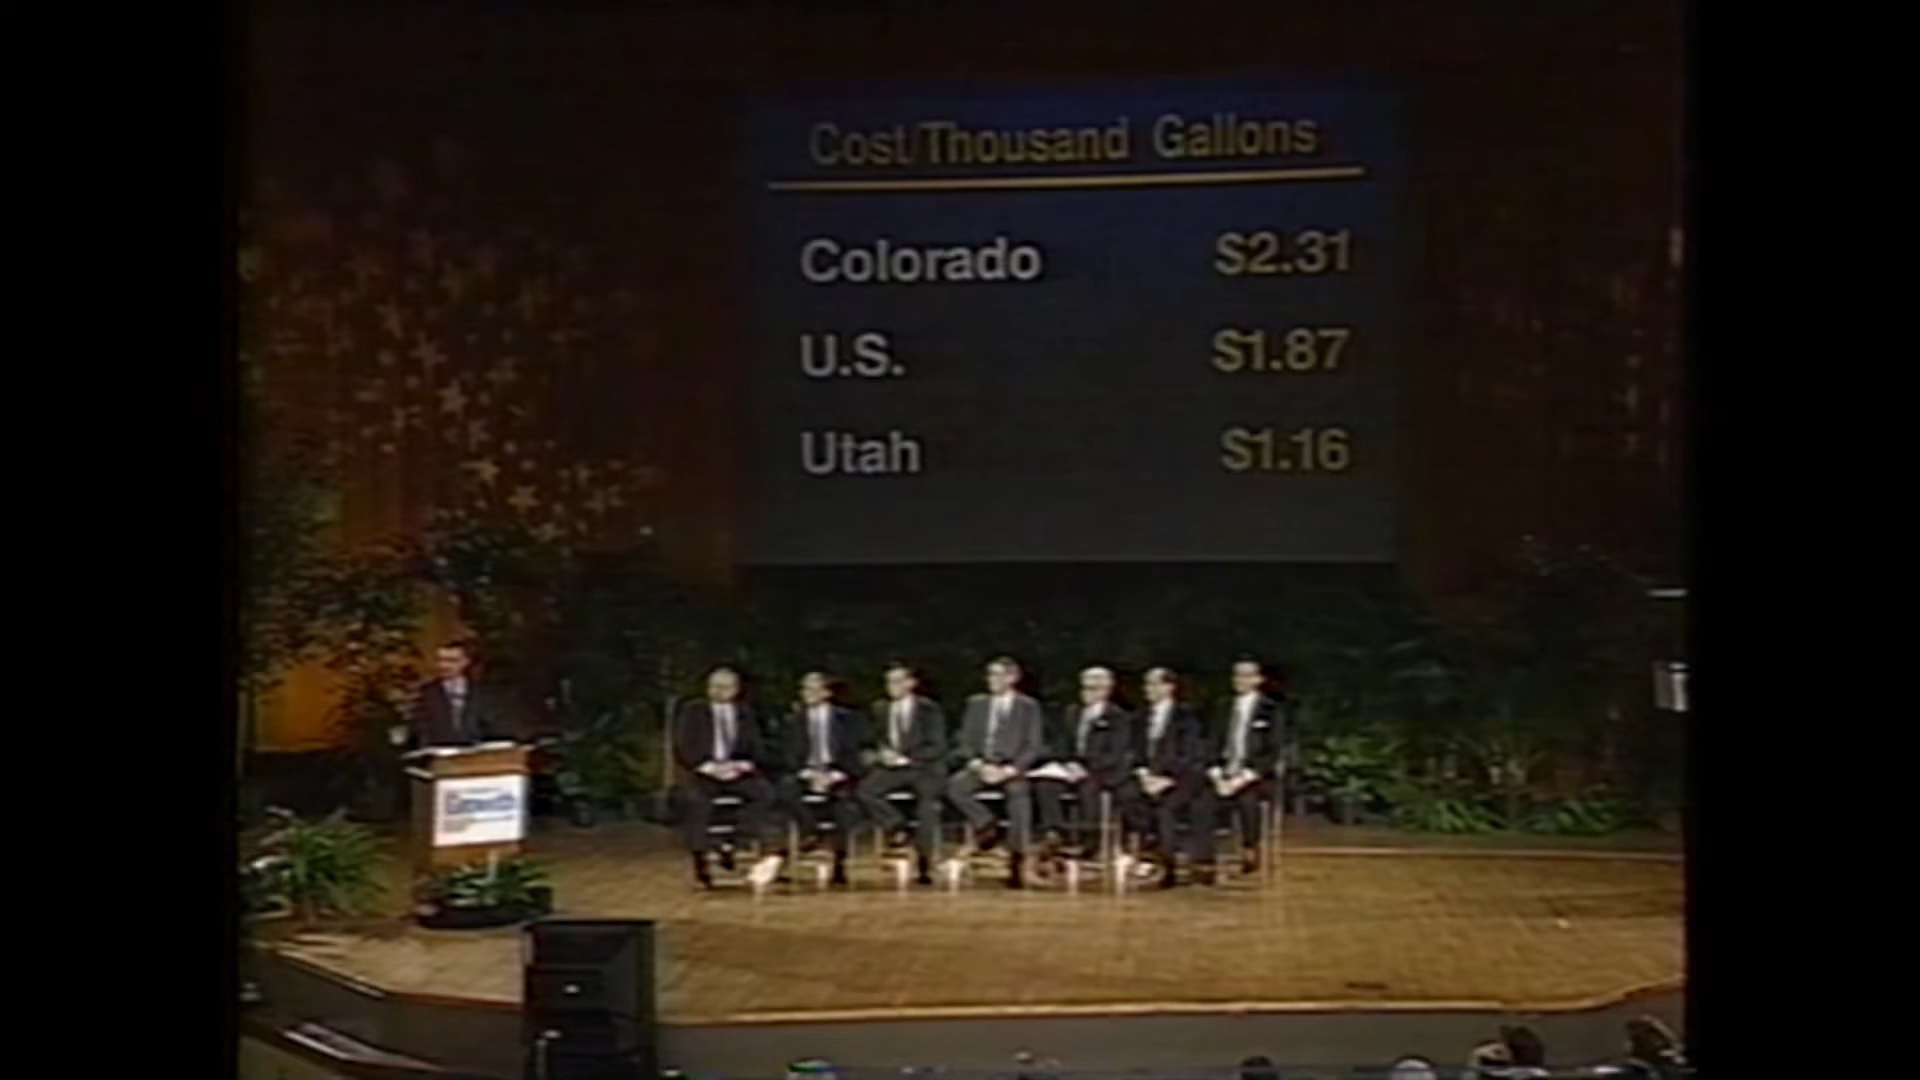 Cost/Thousand Gallons
Colorado $2.31
U.S. $1.87
Utah $1.16